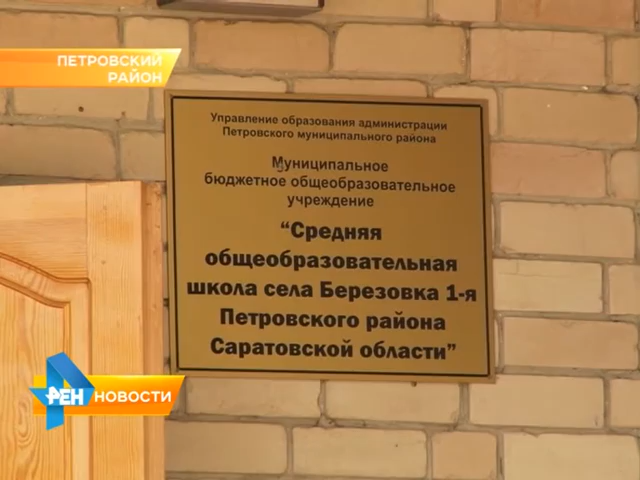 ПЕТРОВСКИЙ
РАЙОН
Управление образования администрации
Петровского муниципального района
Муниципальное
бюджетное общеобразовательное
учреждение
“Средняя
общеобразовательная
школа села Березовка 1-я
Петровского района
Саратовской области”
РЕН НОВОСТИ